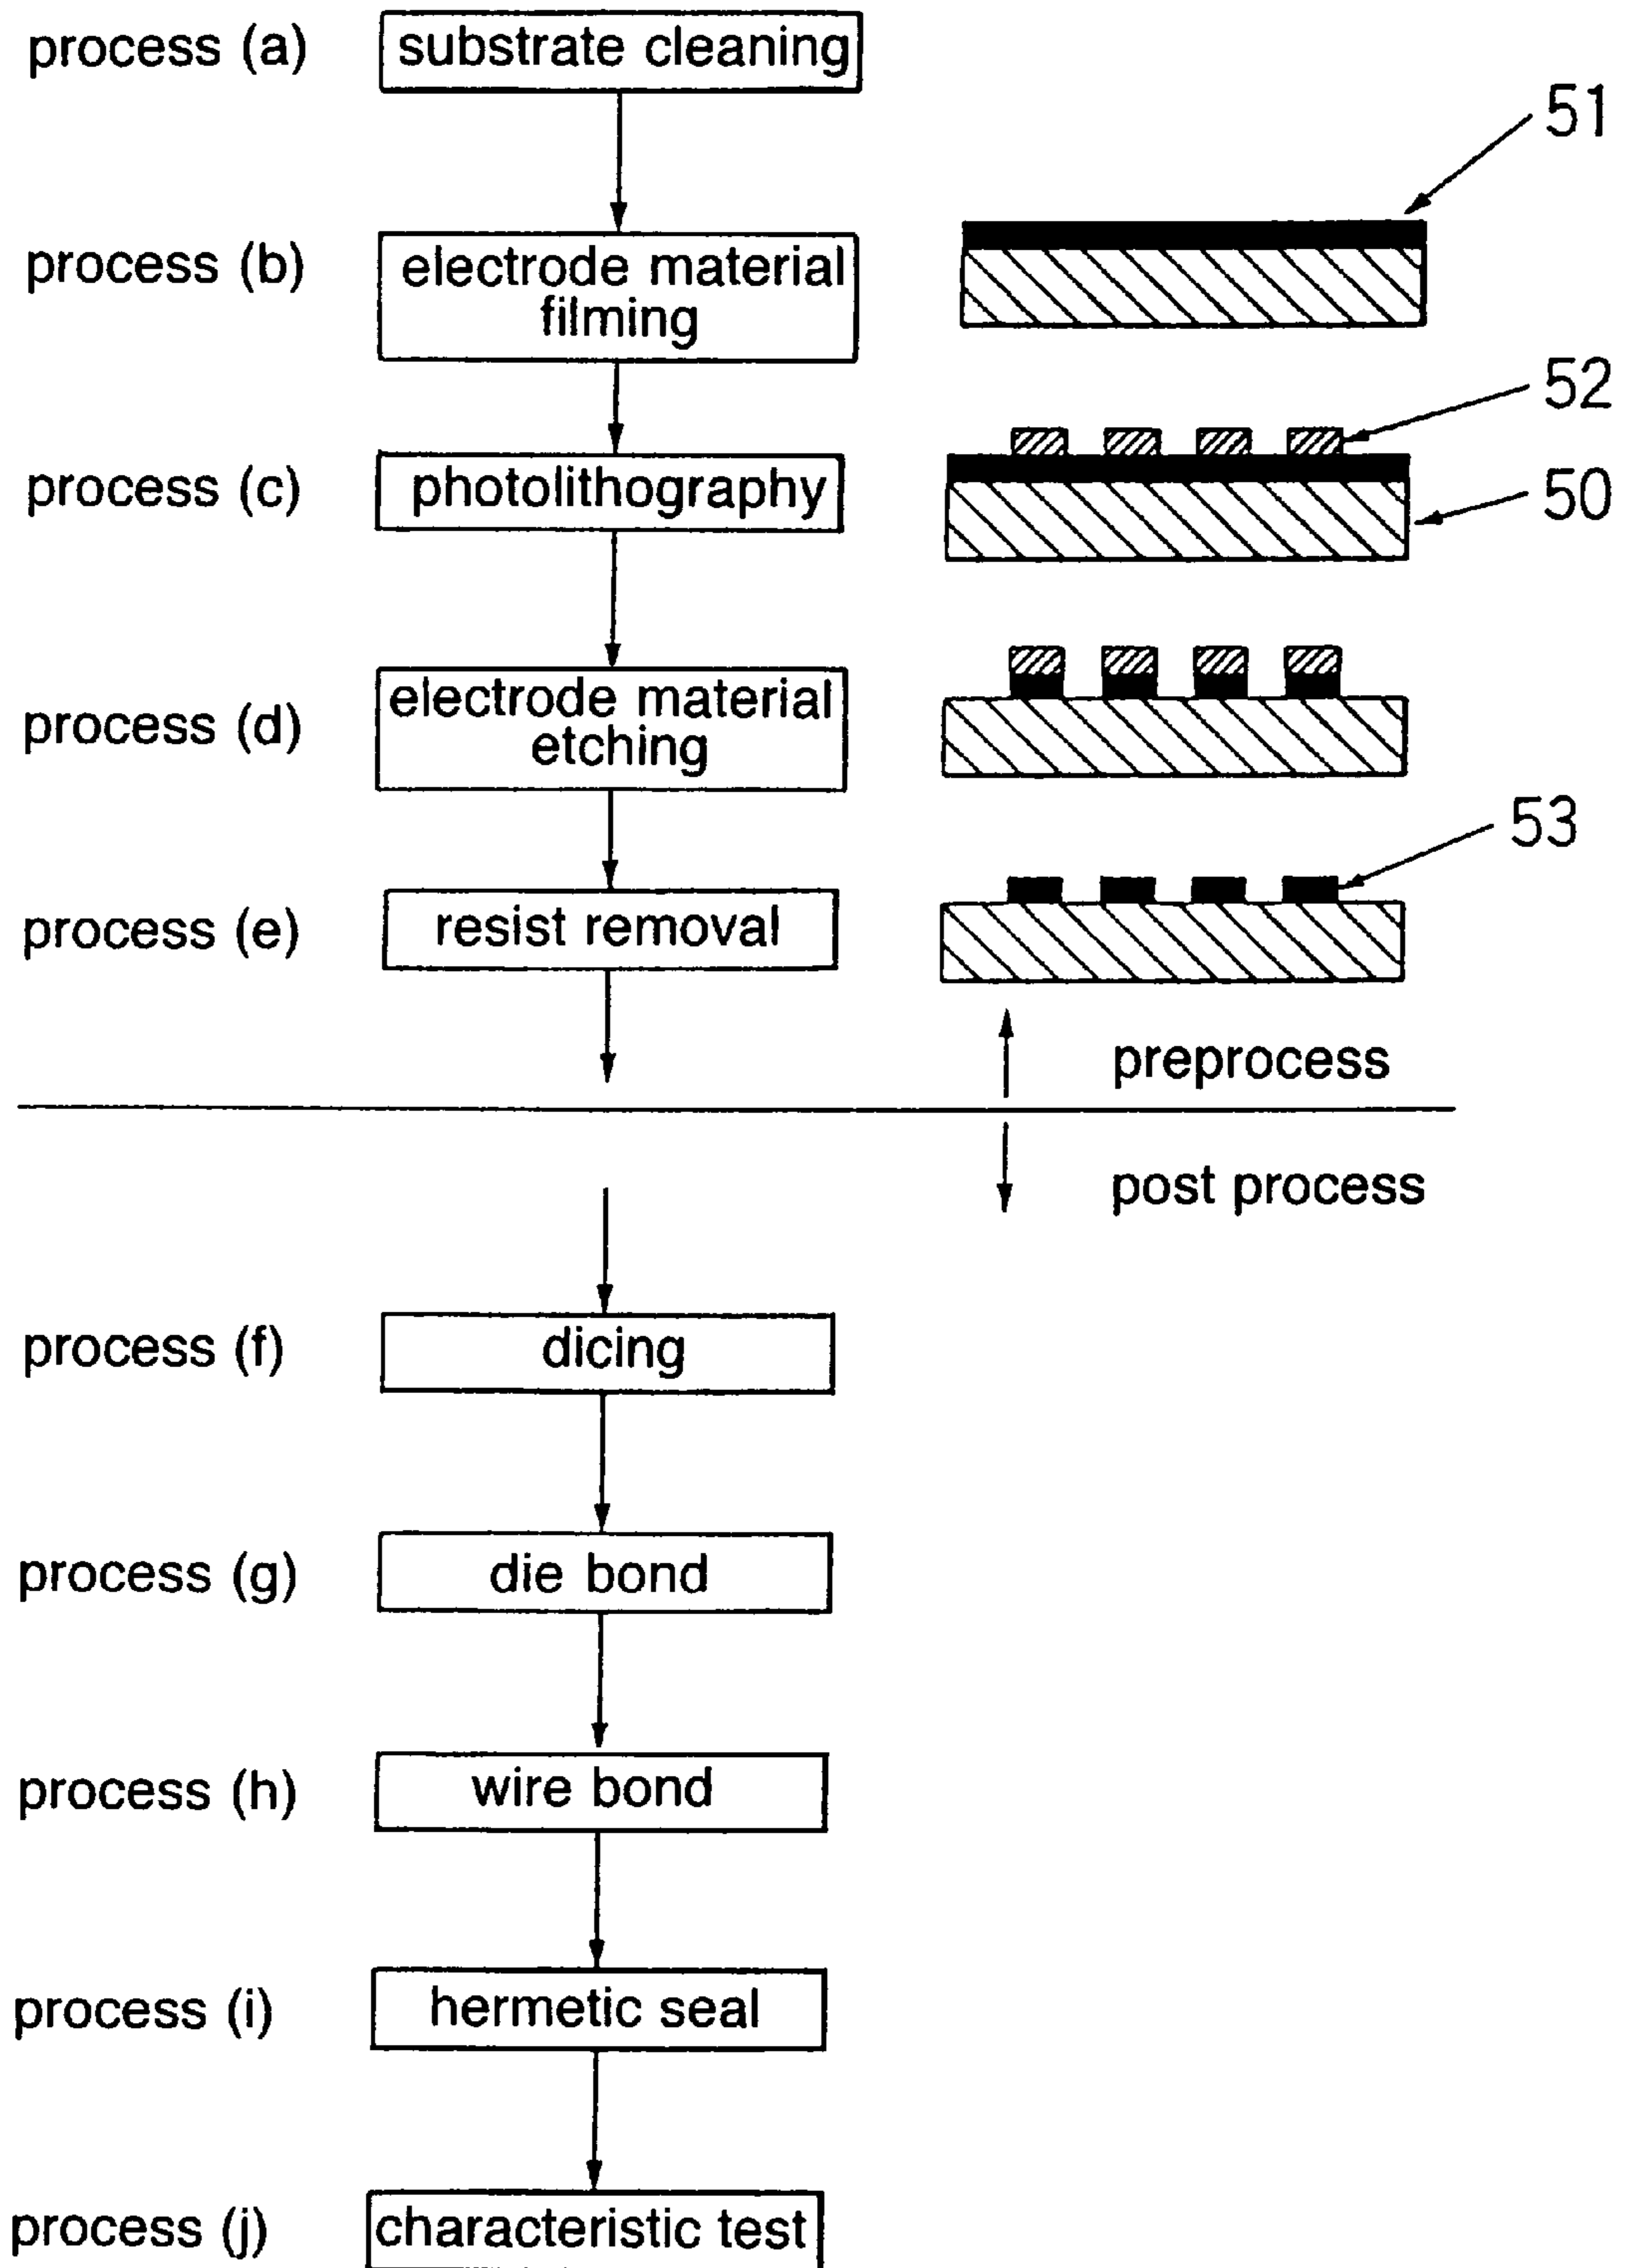 process (a) substrate cleaning
51
process (b) electrode material
filming
52
process (c) photolithography
50
process (d) electrode material
etching
53
process (e) resist removal
preprocess
post process
process (f) dicing
process (g) die bond
process (h) wire bond
process (i) hermetic seal
process (j) characteristic test